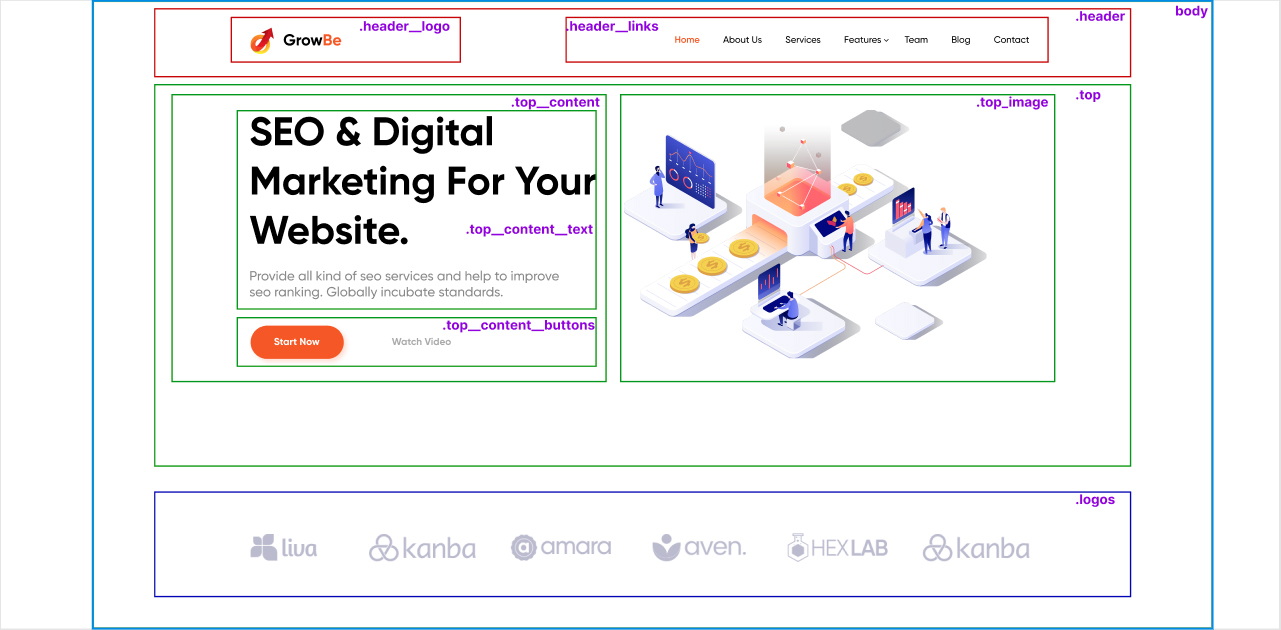 body
.header
.header__logo
.header__links
GrowBe
Home About Us Services Features Team Blog Contact
.top
.top__content
.top_image
SEO & Digital
Marketing For Your
Website.
.top__content__text
Provide all kind of seo services and help to improve
seo ranking. Globally incubate standards.
.top__content__buttons
Start Now
Watch Video
.logos
liva kanba amara aven. HEXLAB kanba